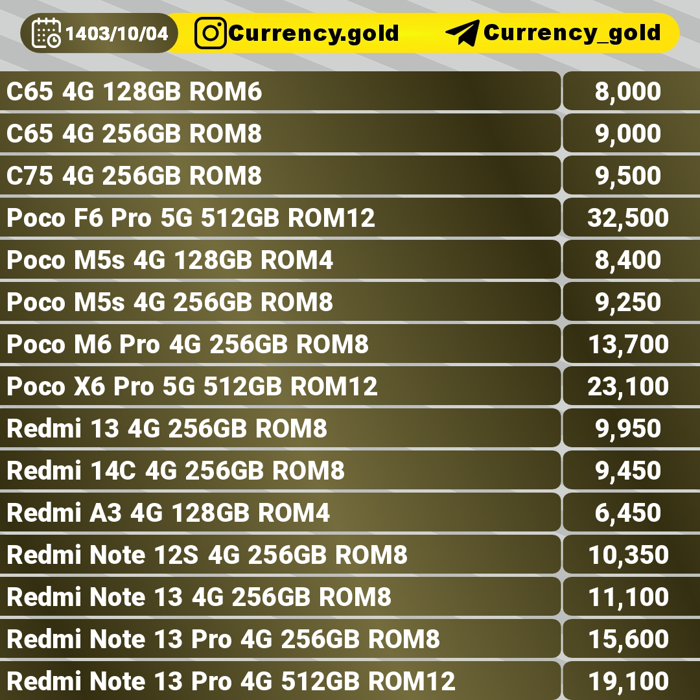 1403/10/04 Currency.gold Currency_gold
C65 4G 128GB ROM6 8,000
C65 4G 256GB ROM8 9,000
C75 4G 256GB ROM8 9,500
Poco F6 Pro 5G 512GB ROM12 32,500
Poco M5s 4G 128GB ROM4 8,400
Poco M5s 4G 256GB ROM8 9,250
Poco M6 Pro 4G 256GB ROM8 13,700
Poco X6 Pro 5G 512GB ROM12 23,100
Redmi 13 4G 256GB ROM8 9,950
Redmi 14C 4G 256GB ROM8 9,450
Redmi A3 4G 128GB ROM4 6,450
Redmi Note 12S 4G 256GB ROM8 10,350
Redmi Note 13 4G 256GB ROM8 11,100
Redmi Note 13 Pro 4G 256GB ROM8 15,600
Redmi Note 13 Pro 4G 512GB ROM12 19,100